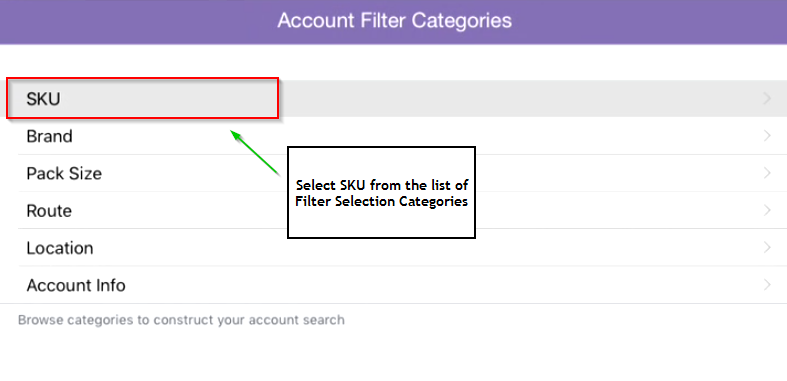 Account Filter Categories
SKU
Brand
Select SKU from the list of
Filter Selection Categories
Pack Size
Route
Location
Account Info
Browse categories to construct your account search